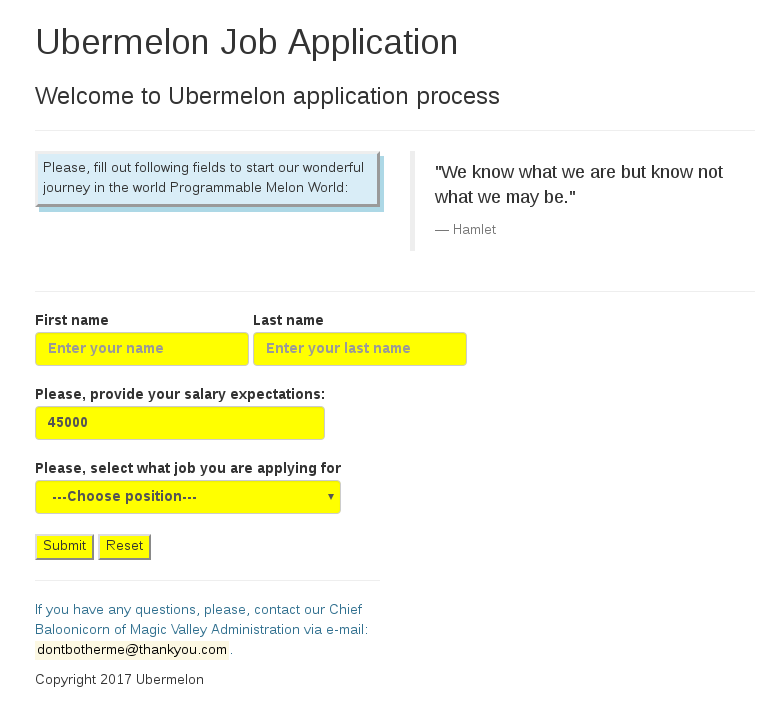 Ubermelon Job Application
Welcome to Ubermelon application process
Please, fill out following fields to start our wonderful
journey in the world Programmable Melon World:
"We know what we are but know not
what we may be."
— Hamlet
First name Last name
Enter your name Enter your last name
Please, provide your salary expectations:
45000
Please, select what job you are applying for
---Choose position---
Submit Reset
If you have any questions, please, contact our Chief
Baloonicorn of Magic Valley Administration via e-mail:
dontbotherme@thankyou.com.
Copyright 2017 Ubermelon